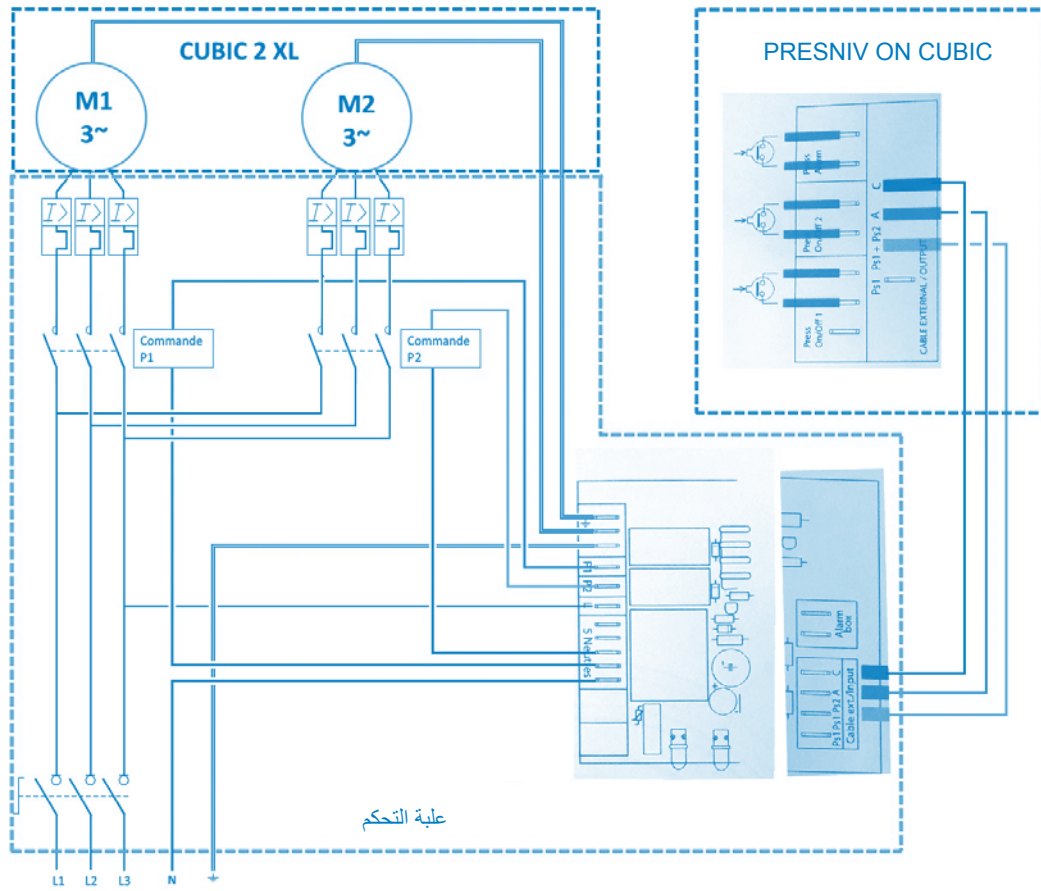 CUBIC 2 XL
M1
3~
M2
3~
I>
I>
I>
I>
I>
I>
Commande
P1
Commande
P2
PRESNIV ON CUBIC
Press
Alarm
Press
On/Off 2
Press
On/Off 1
C
A
Ps1 + Ps2
Ps1
CABLE EXTERNAL / OUTPUT
P1
P2
L
5 Neutres
Alarm
box
Ps1 Ps1 Ps2 A C
Cable ext./Input
علبة التحكم
L1
L2
L3
N